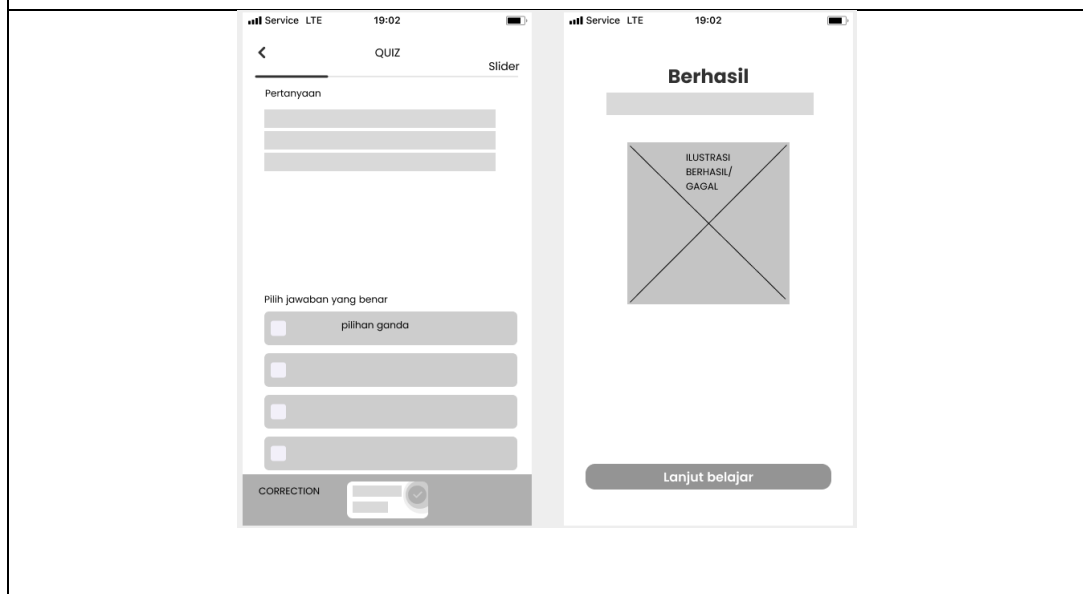 Service LTE 19:02
QUIZ
Slider
Pertanyaan
Pilih jawaban yang benar
pilihan ganda
CORRECTION
Service LTE 19:02
Berhasil
ILUSTRASI
BERHASIL/
GAGAL
Lanjut belajar